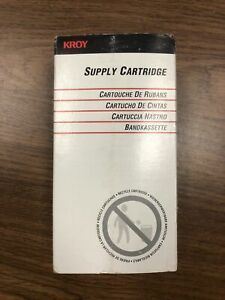 KROY
SUPPLY CARTRIDGE
CARTOUCHE DE RUBANS
CARTUCHO DE CINTAS
CARTUCCIA NASTRO
BANDKASSETTE